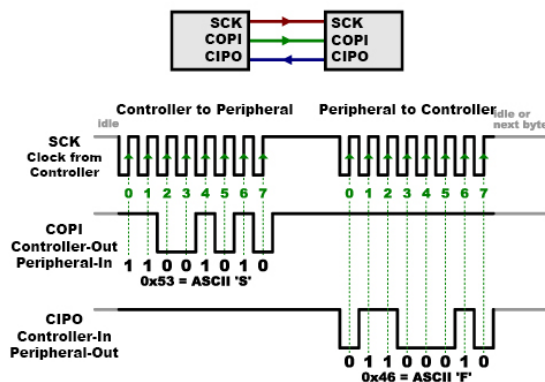 SCK SCK
COPI COPI
CIPO CIPO
Controller to Peripheral Peripheral to Controller
idle idle or
next byte
SCK
Clock from
Controller
0 1 2 3 4 5 6 7 0 1 2 3 4 5 6 7
COPI
Controller-Out
Peripheral-In
1 1 0 0 1 0 1 0
0x53 = ASCII 'S'
CIPO
Controller-In
Peripheral-Out
0 1 1 0 0 0 1 0
0x46 = ASCII 'F'